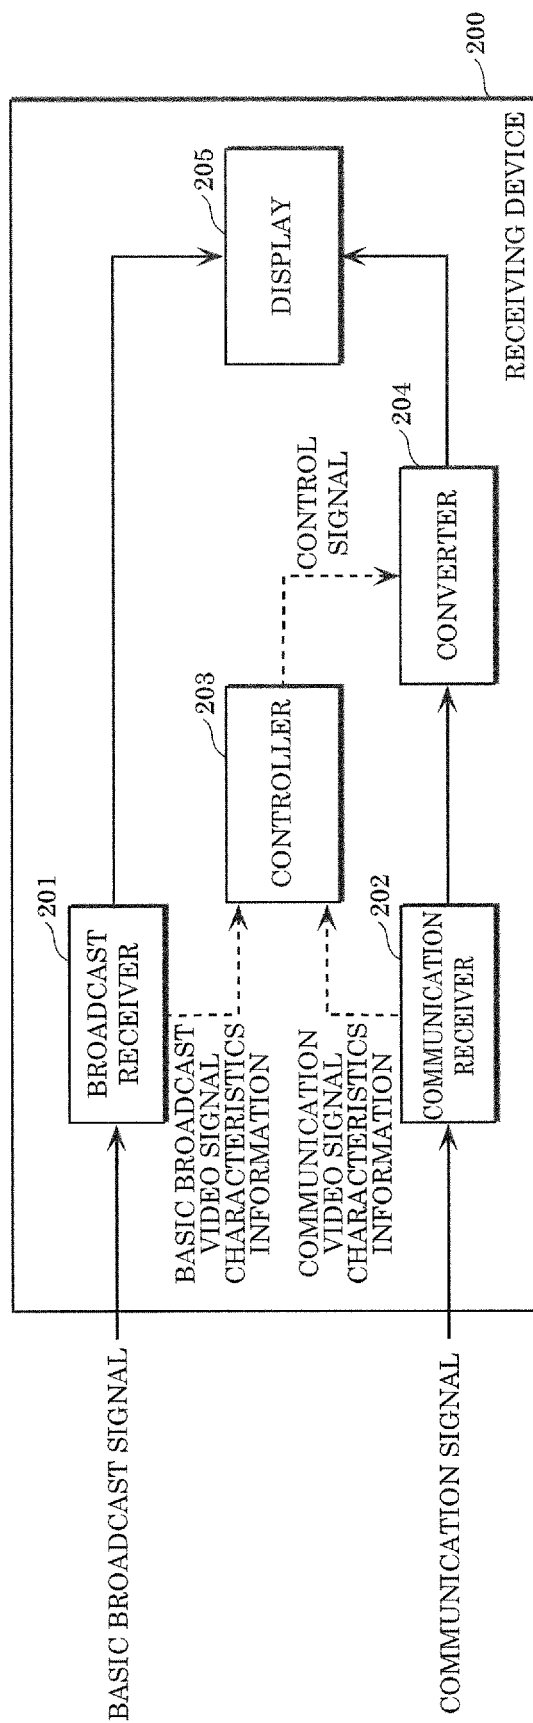 BASIC BROADCAST SIGNAL
BROADCAST
RECEIVER
201
BASIC BROADCAST
VIDEO SIGNAL
CHARACTERISTICS
INFORMATION
CONTROLLER
203
CONTROL
SIGNAL
DISPLAY
205
COMMUNICATION SIGNAL
COMMUNICATION
VIDEO SIGNAL
CHARACTERISTICS
INFORMATION
COMMUNICATION
RECEIVER
202
CONVERTER
204
RECEIVING DEVICE
200